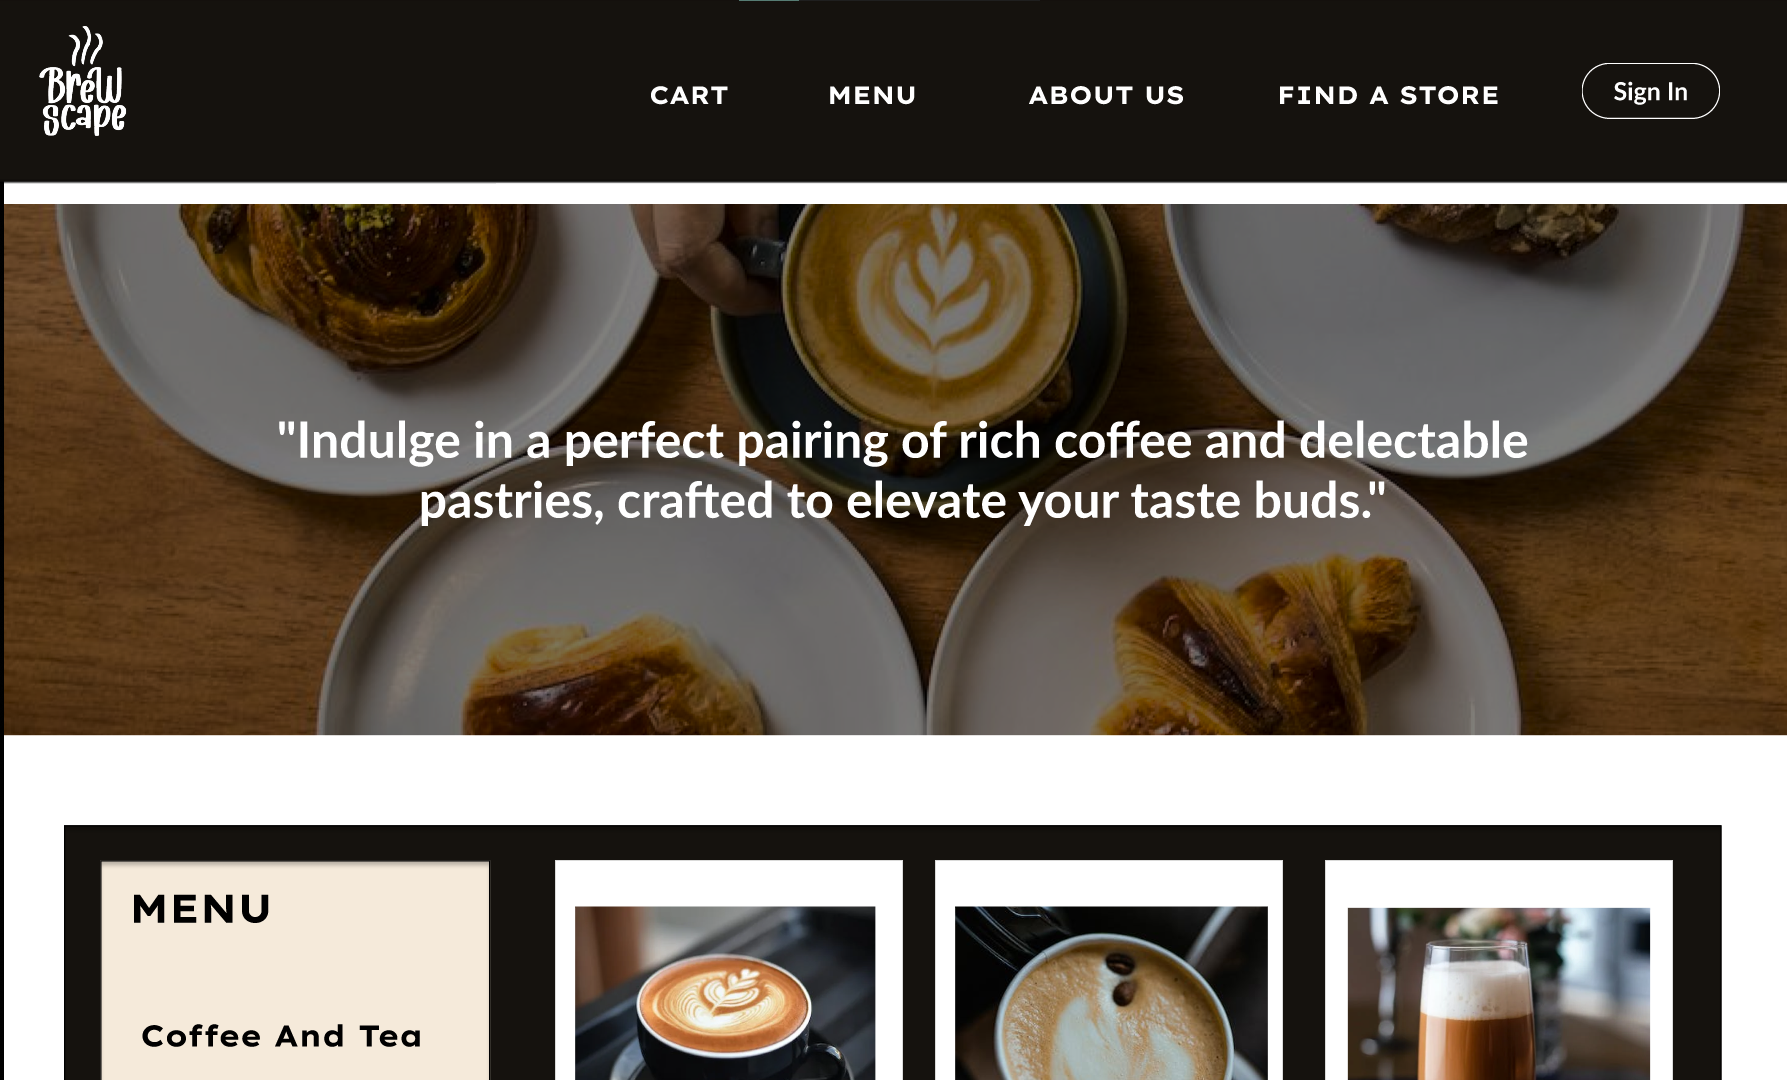 Brew
scape
CART MENU ABOUT US FIND A STORE Sign In
"Indulge in a perfect pairing of rich coffee and delectable
pastries, crafted to elevate your taste buds."
MENU
Coffee And Tea